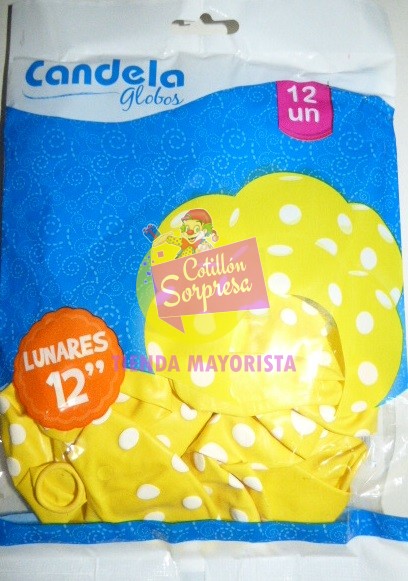 Candela
globos
12
un
Cotillón
Sorpresa
TIENDA MAYORISTA
LUNARES
12”